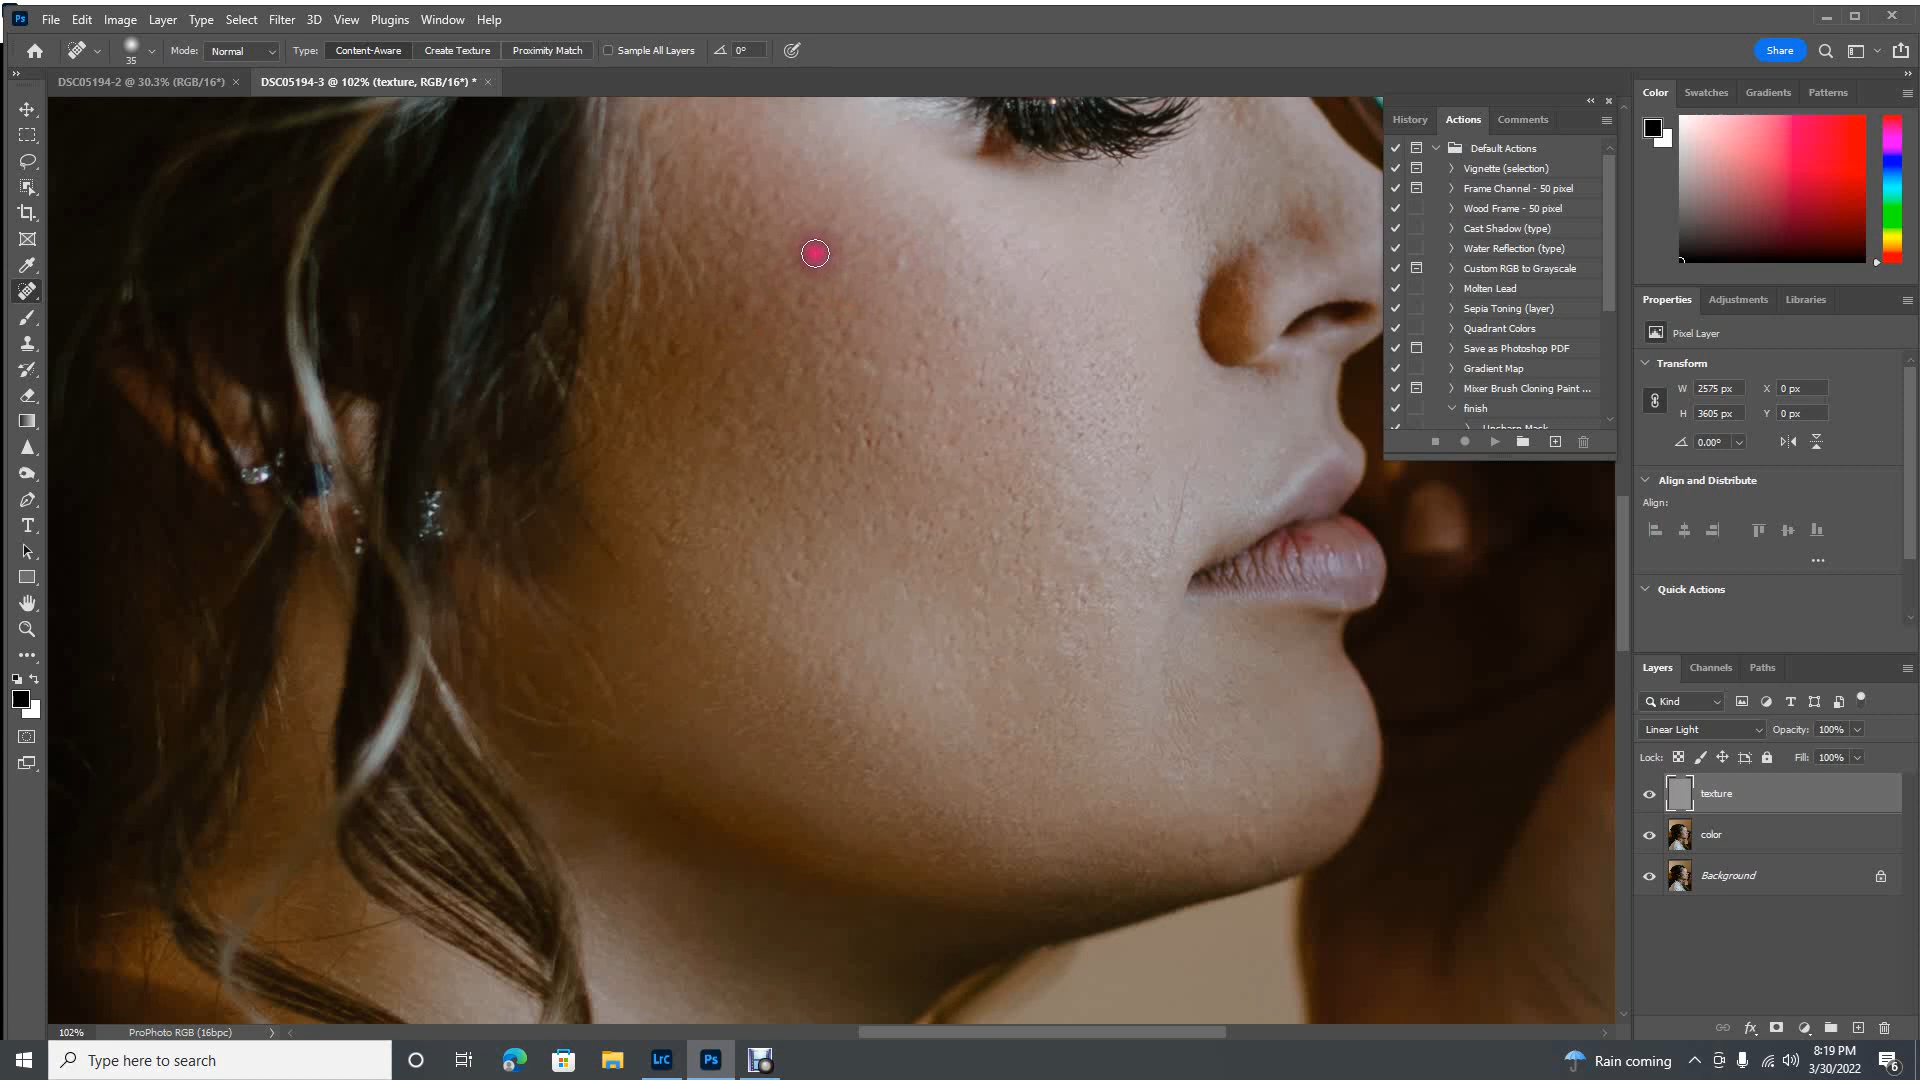 Ps File Edit Image Layer Type Select Filter 3D View Plugins Window Help
35 Mode: Normal Type: Content-Aware Create Texture Proximity Match Sample All Layers 0° Share
DSC05194-2 @ 30.3% (RGB/16*) × DSC05194-3 @ 102% (texture, RGB/16*) * ×
Color Swatches Gradients Patterns
History Actions Comments
Default Actions
Vignette (selection)
Frame Channel - 50 pixel
Wood Frame - 50 pixel
Cast Shadow (type)
Water Reflection (type)
Custom RGB to Grayscale
Molten Lead
Sepia Toning (layer)
Quadrant Colors
Save as Photoshop PDF
Gradient Map
Mixer Brush Cloning Paint ...
finish
Unsharp Mask
Properties Adjustments Libraries
Pixel Layer
Transform
W 2575 px X 0 px
H 3605 px Y 0 px
0.00°
Align and Distribute
Align:
Quick Actions
Layers Channels Paths
Kind
Linear Light Opacity: 100%
Lock: Fill: 100%
texture
color
Background
102% ProPhoto RGB (16bpc)
Type here to search
LrC Ps
Rain coming
8:19 PM
3/30/2022
6